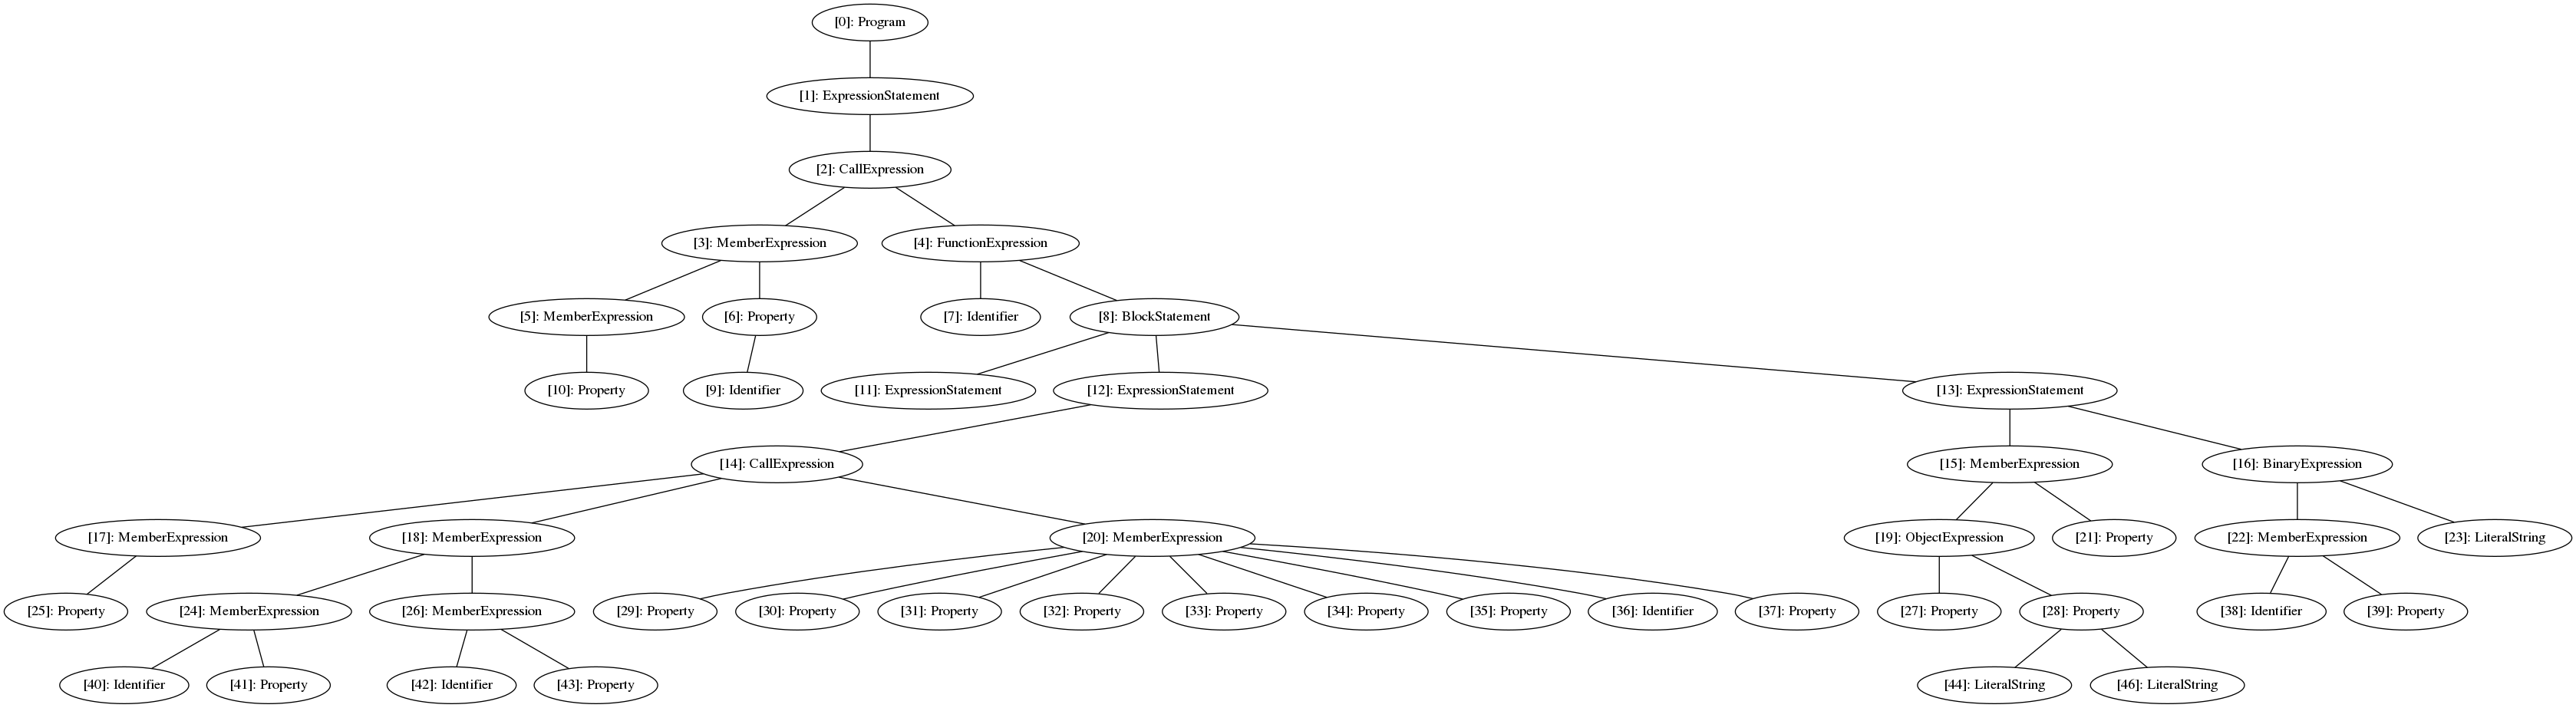 [0]: Program
[1]: ExpressionStatement
[2]: CallExpression
[3]: MemberExpression
[4]: FunctionExpression
[5]: MemberExpression
[6]: Property
[7]: Identifier
[8]: BlockStatement
[10]: Property
[9]: Identifier
[11]: ExpressionStatement
[12]: ExpressionStatement
[13]: ExpressionStatement
[14]: CallExpression
[15]: MemberExpression
[16]: BinaryExpression
[17]: MemberExpression
[18]: MemberExpression
[20]: MemberExpression
[19]: ObjectExpression
[21]: Property
[22]: MemberExpression
[23]: LiteralString
[25]: Property
[24]: MemberExpression
[26]: MemberExpression
[29]: Property
[30]: Property
[31]: Property
[32]: Property
[33]: Property
[34]: Property
[35]: Property
[36]: Identifier
[37]: Property
[27]: Property
[28]: Property
[38]: Identifier
[39]: Property
[40]: Identifier
[41]: Property
[42]: Identifier
[43]: Property
[44]: LiteralString
[46]: LiteralString